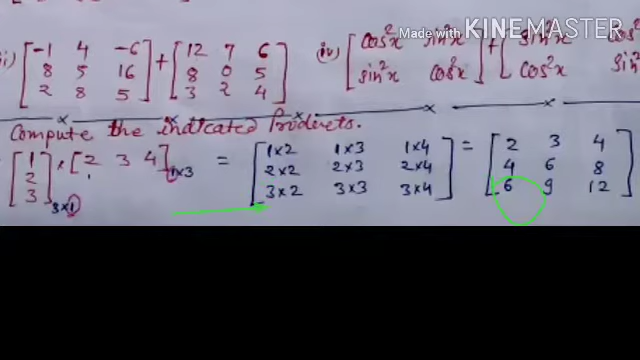 Made with KINEMASTER
i) [-1 4 -6 8 5 16 2 8 5] + [12 7 6 8 0 5 3 2 4] iv) [cos²x sin²x sin²x cos²x] + [sin²x cos² cos²x sin
Compute the indicated Products.
[1 2 3]3×1 × [2 3 4]1×3 = [1×2 1×3 1×4 2×2 2×3 2×4 3×2 3×3 3×4] = [2 3 4 4 6 8 6 9 12]